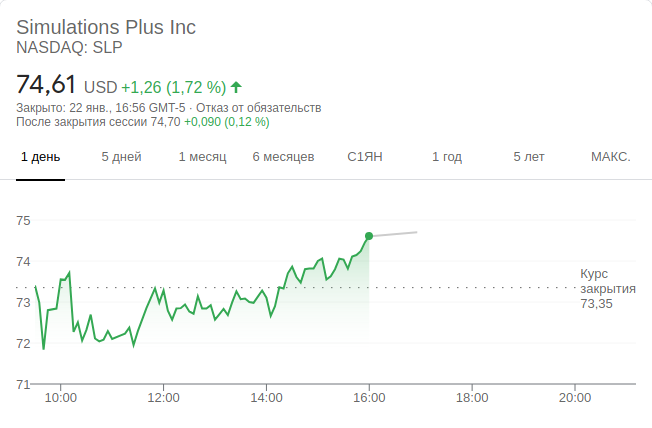 Simulations Plus Inc
NASDAQ: SLP
74,61 USD +1,26 (1,72 %)
Закрыто: 22 янв., 16:56 GMT-5 · Отказ от обязательств
После закрытия сессии 74,70 +0,090 (0,12 %)
1 день 5 дней 1 месяц 6 месяцев С1ЯН 1 год 5 лет МАКС.
75
74
Курс
закрытия
73,35
73
72
71
10:00 12:00 14:00 16:00 18:00 20:00